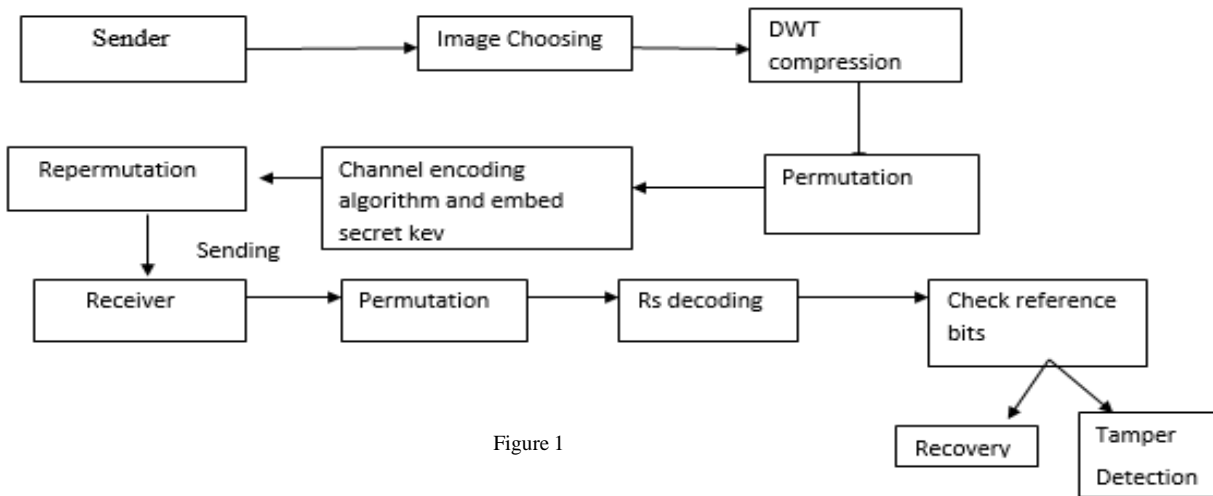 Sender
Image Choosing
DWT
compression
Repermutation
Channel encoding
algorithm and embed
secret kev
Permutation
Sending
Receiver
Permutation
Rs decoding
Check reference
bits
Recovery
Tamper
Detection
Figure 1